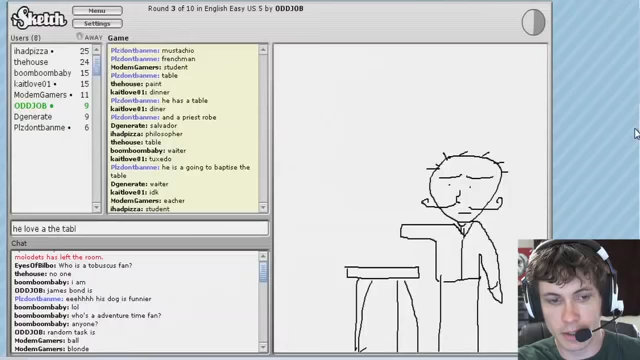 iSketch
Menu
Settings
Round 3 of 10 in English Easy US 5 by ODDJOB
Users (8)
AWAY
Game
ihadpizza • 25
thehouse 24
boomboombaby 15
kaitlove01 • 15
ModemGamers • 11
ODDJOB • 9
Dgenerate 9
Plzdontbanme • 6
Plzdontbanme: mustachio
Plzdontbanme: frenchman
ModemGamers: student
Plzdontbanme: table
thehouse: paint
kaitlove01: dinner
Plzdontbanme: he has a table
kaitlove01: diner
Plzdontbanme: and a priest robe
Dgenerate: salvador
ihadpizza: philosopher
thehouse: table
boomboombaby: waiter
kaitlove01: tuxedo
Plzdontbanme: he is a going to baptise the
table
Dgenerate: waiter
kaitlove01: idk
ModemGamers: eacher
ihadpizza: student
he love a the tabl
Chat
molodets has left the room.
EyesOfBilbo: Who is a tobuscus fan?
thehouse: no one
boomboombaby: i am
ODDJOB: james bond is
Plzdontbanme: eeehhhh his dog is funnier
boomboombaby: lol
boomboombaby: who's a adventure time fan?
boomboombaby: anyone?
ODDJOB: random task is
ModemGamers: ball
ModemGamers: blonde